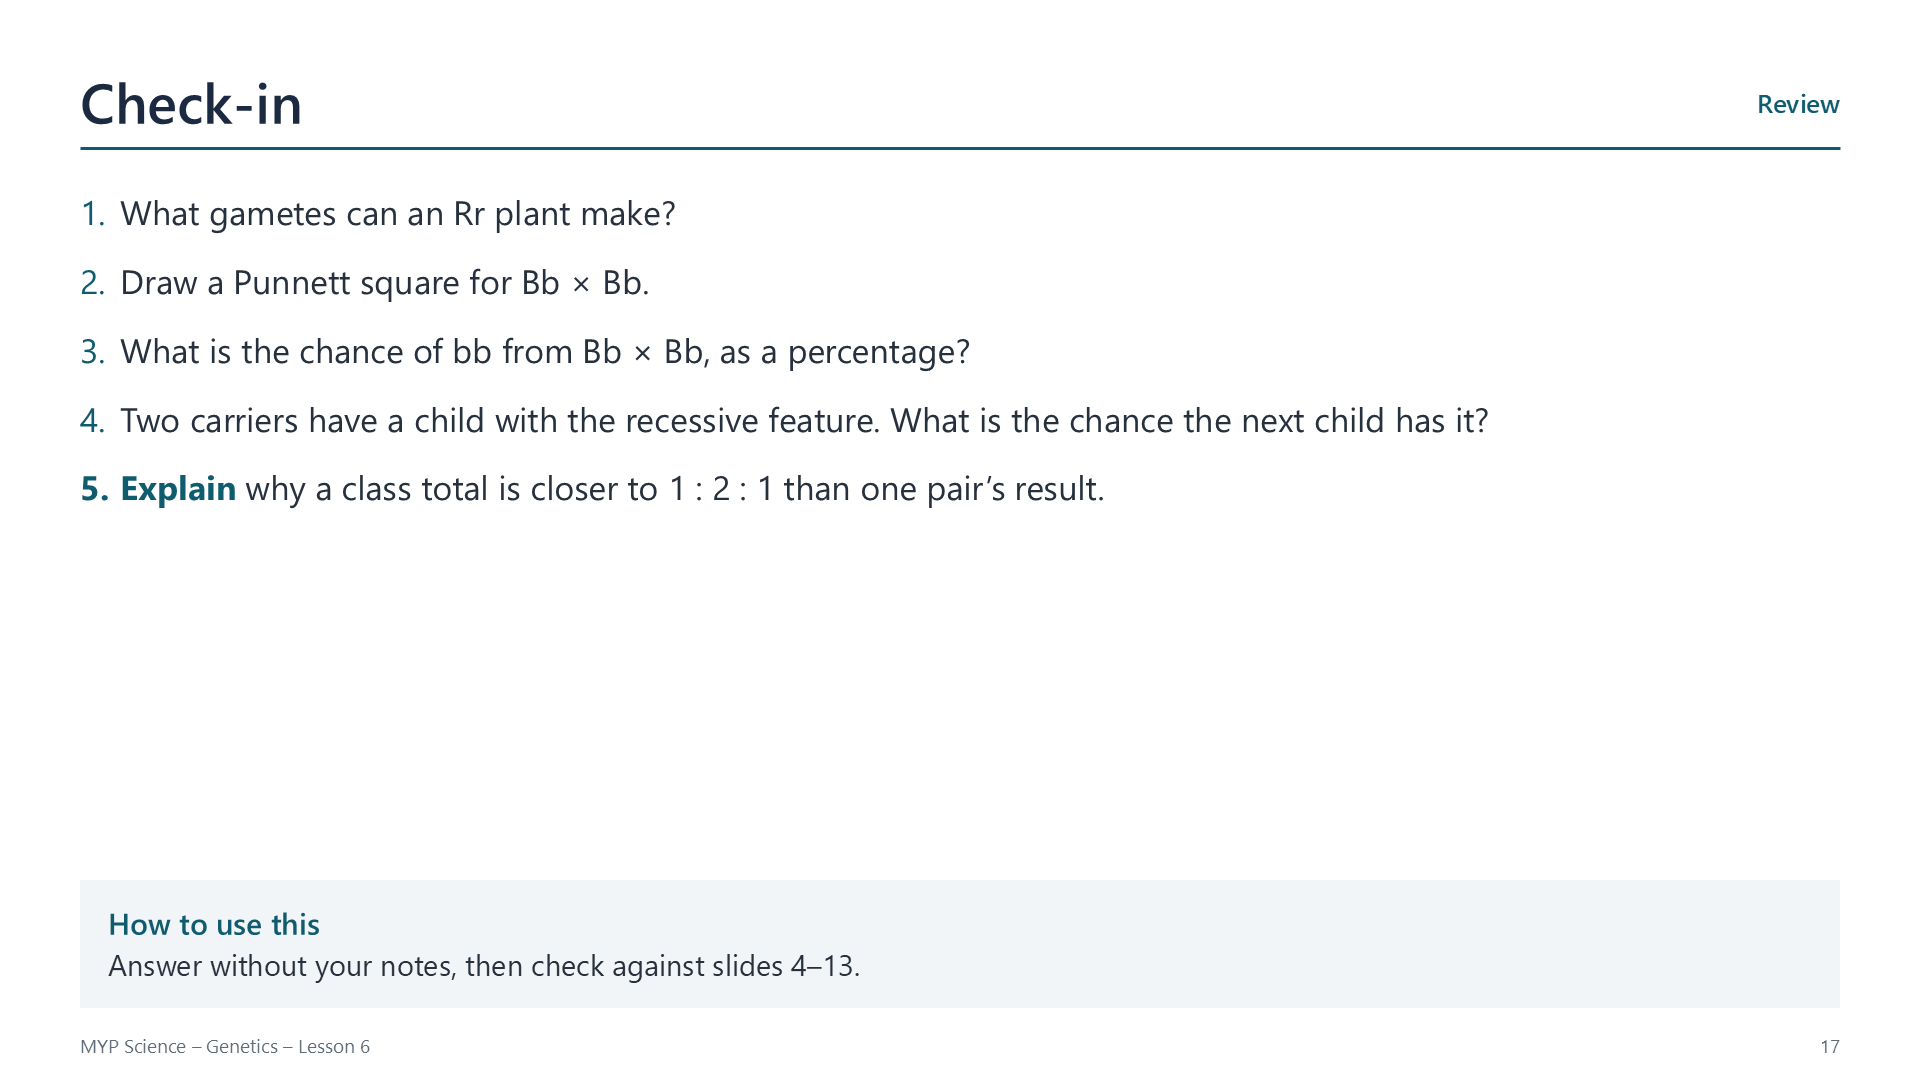 Check-in
Review
1. What gametes can an Rr plant make?
2. Draw a Punnett square for Bb × Bb.
3. What is the chance of bb from Bb × Bb, as a percentage?
4. Two carriers have a child with the recessive feature. What is the chance the next child has it?
5. Explain why a class total is closer to 1 : 2 : 1 than one pair’s result.
How to use this
Answer without your notes, then check against slides 4–13.
MYP Science – Genetics – Lesson 6
17